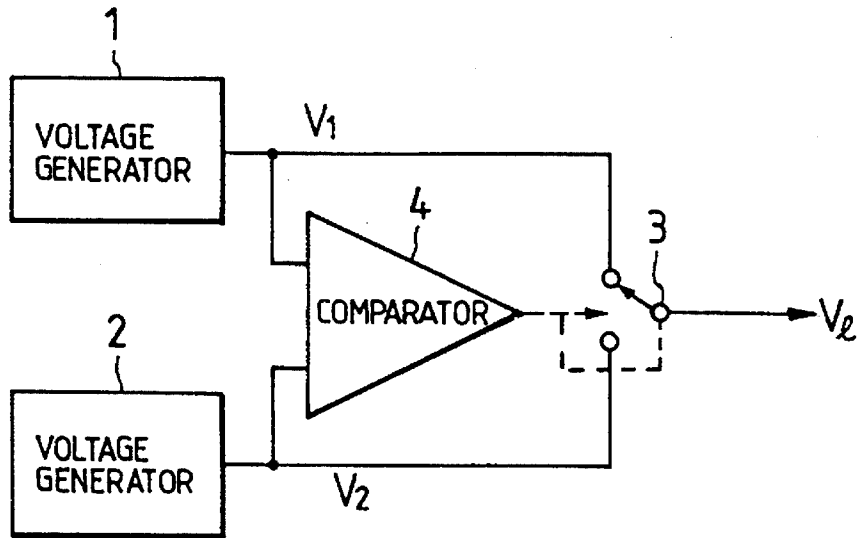 1
VOLTAGE
GENERATOR
V1
4
3
COMPARATOR
Vℓ
2
VOLTAGE
GENERATOR
V2